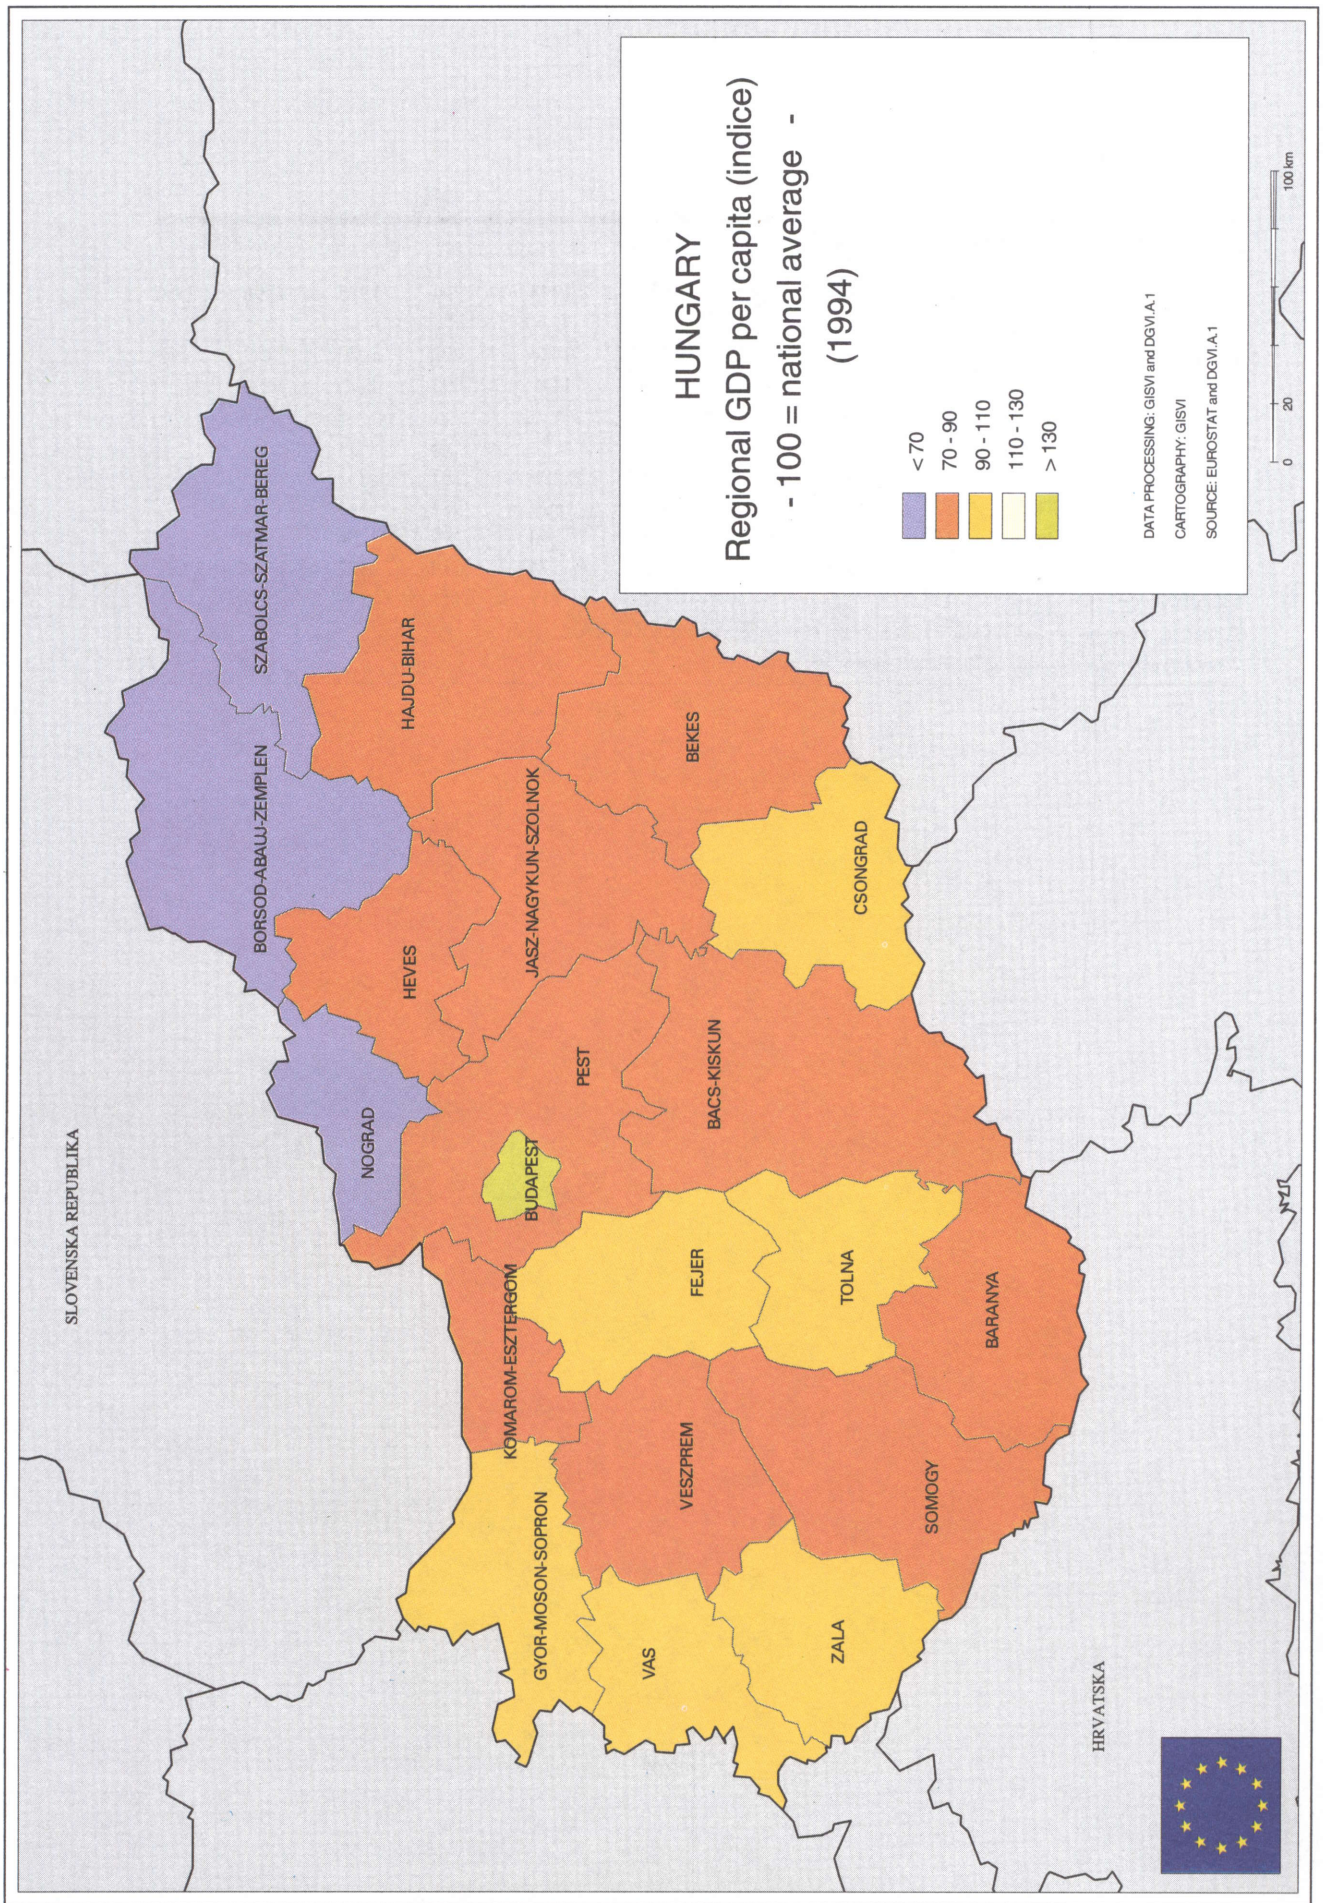 HUNGARY
Regional GDP per capita (indice)
- 100 = national average -
(1994)
< 70
70 - 90
90 - 110
110 - 130
> 130
DATA PROCESSING: GISVI and DGVI.A.1
CARTOGRAPHY: GISVI
SOURCE: EUROSTAT and DGVI.A.1
0 20 100 km
SLOVENSKA REPUBLIKA
BORSOD-ABAUJ-ZEMPLEN
SZABOLCS-SZATMAR-BEREG
NOGRAD
HEVES
HAJDU-BIHAR
GYOR-MOSON-SOPRON
KOMAROM-ESZTERGOM
BUDAPEST
PEST
JASZ-NAGYKUN-SZOLNOK
VAS
VESZPREM
FEJER
BACS-KISKUN
BEKES
ZALA
SOMOGY
TOLNA
CSONGRAD
BARANYA
HRVATSKA